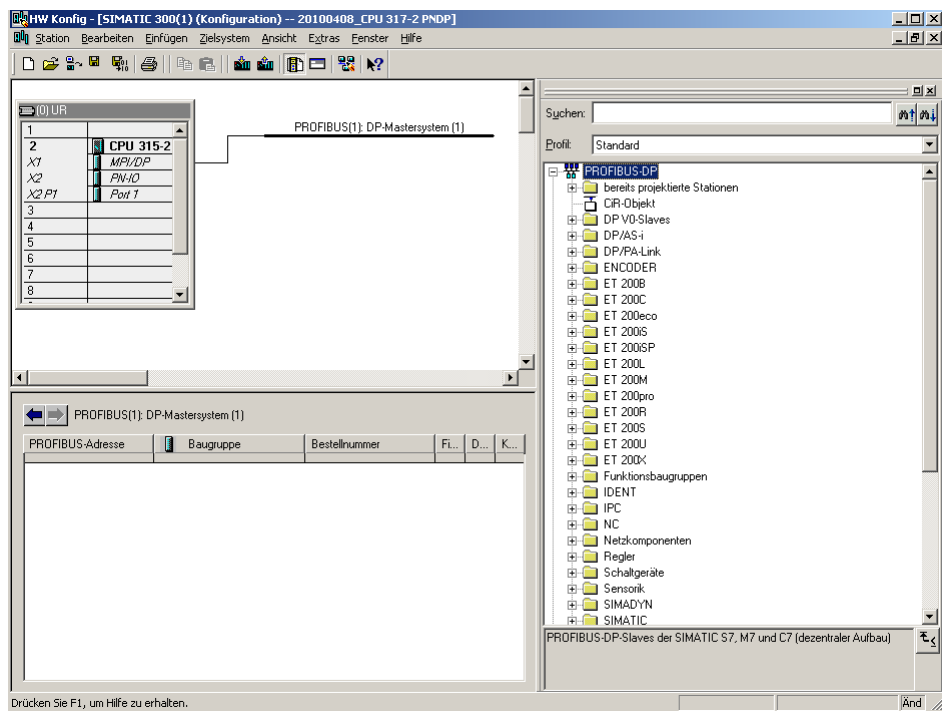 HW Konfig - [SIMATIC 300(1) (Konfiguration) -- 20100408_CPU 317-2 PNDP]
Station Bearbeiten Einfügen Zielsystem Ansicht Extras Fenster Hilfe
(0) UR
1
2 CPU 315-2
X1 MPI/DP
X2 PN-IO
X2 P1 Port 1
3
4
5
6
7
8
PROFIBUS(1): DP-Mastersystem (1)
PROFIBUS(1): DP-Mastersystem (1)
PROFIBUS-Adresse Baugruppe Bestellnummer Fi... D... K...
Suchen:
Profil: Standard
PROFIBUS-DP
bereits projektierte Stationen
CiR-Objekt
DP V0-Slaves
DP/AS-i
DP/PA-Link
ENCODER
ET 200B
ET 200C
ET 200eco
ET 200iS
ET 200iSP
ET 200L
ET 200M
ET 200pro
ET 200R
ET 200S
ET 200U
ET 200X
Funktionsbaugruppen
IDENT
IPC
NC
Netzkomponenten
Regler
Schaltgeräte
Sensorik
SIMADYN
SIMATIC
PROFIBUS-DP-Slaves der SIMATIC S7, M7 und C7 (dezentraler Aufbau)
Drücken Sie F1, um Hilfe zu erhalten.
Änd